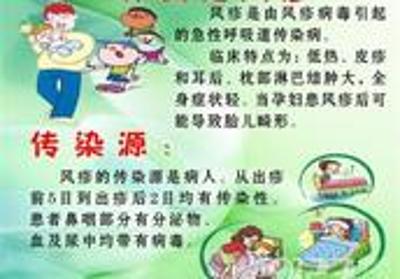 风疹是由风疹病毒引起
的急性呼吸道传染病。
临床特点为：低热、皮疹
和耳后、枕部淋巴结肿大。全
身症状轻。当孕妇患风疹后可
能导致胎儿畸形。
传染源：
风疹的传染源是病人。从出疹
前5日到出疹后2日均有传染性。
患者鼻咽部分有分泌物、
血及尿中均带有病毒。